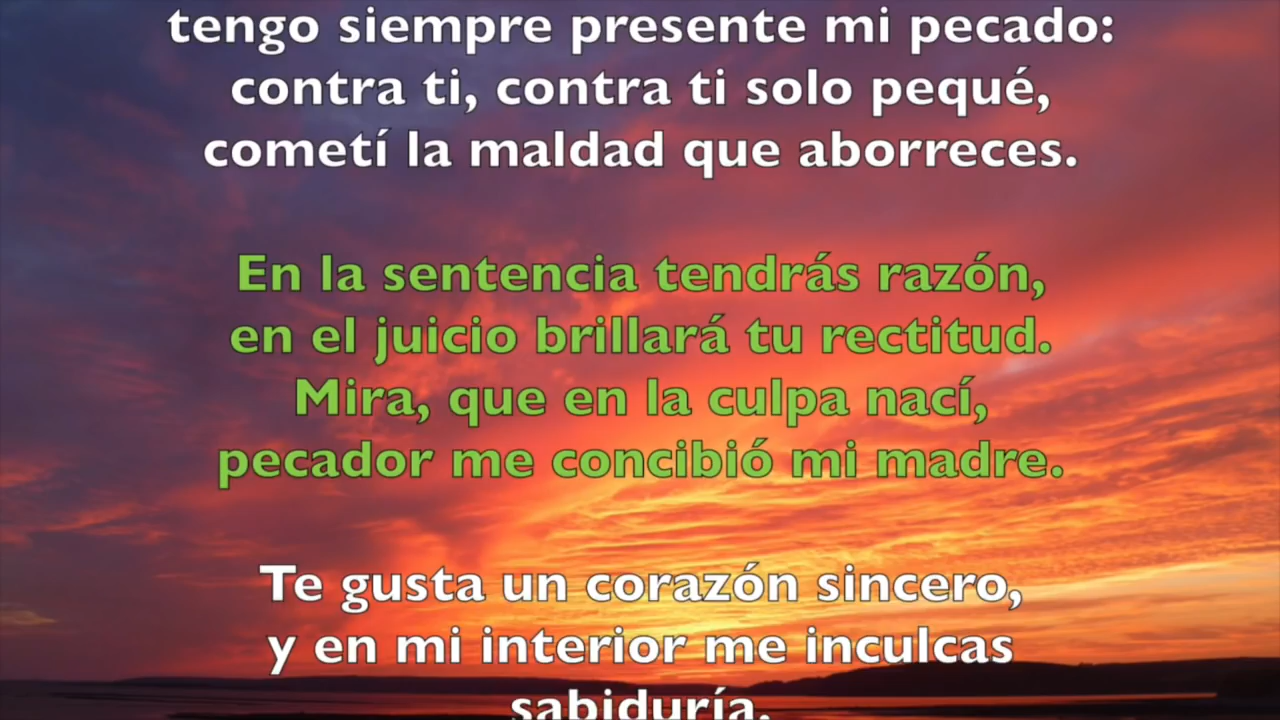 tengo siempre presente mi pecado:
contra ti, contra ti solo pequé,
cometí la maldad que aborreces.
En la sentencia tendrás razón,
en el juicio brillará tu rectitud.
Mira, que en la culpa nací,
pecador me concibió mi madre.
Te gusta un corazón sincero,
y en mi interior me inculcas
sabiduría.